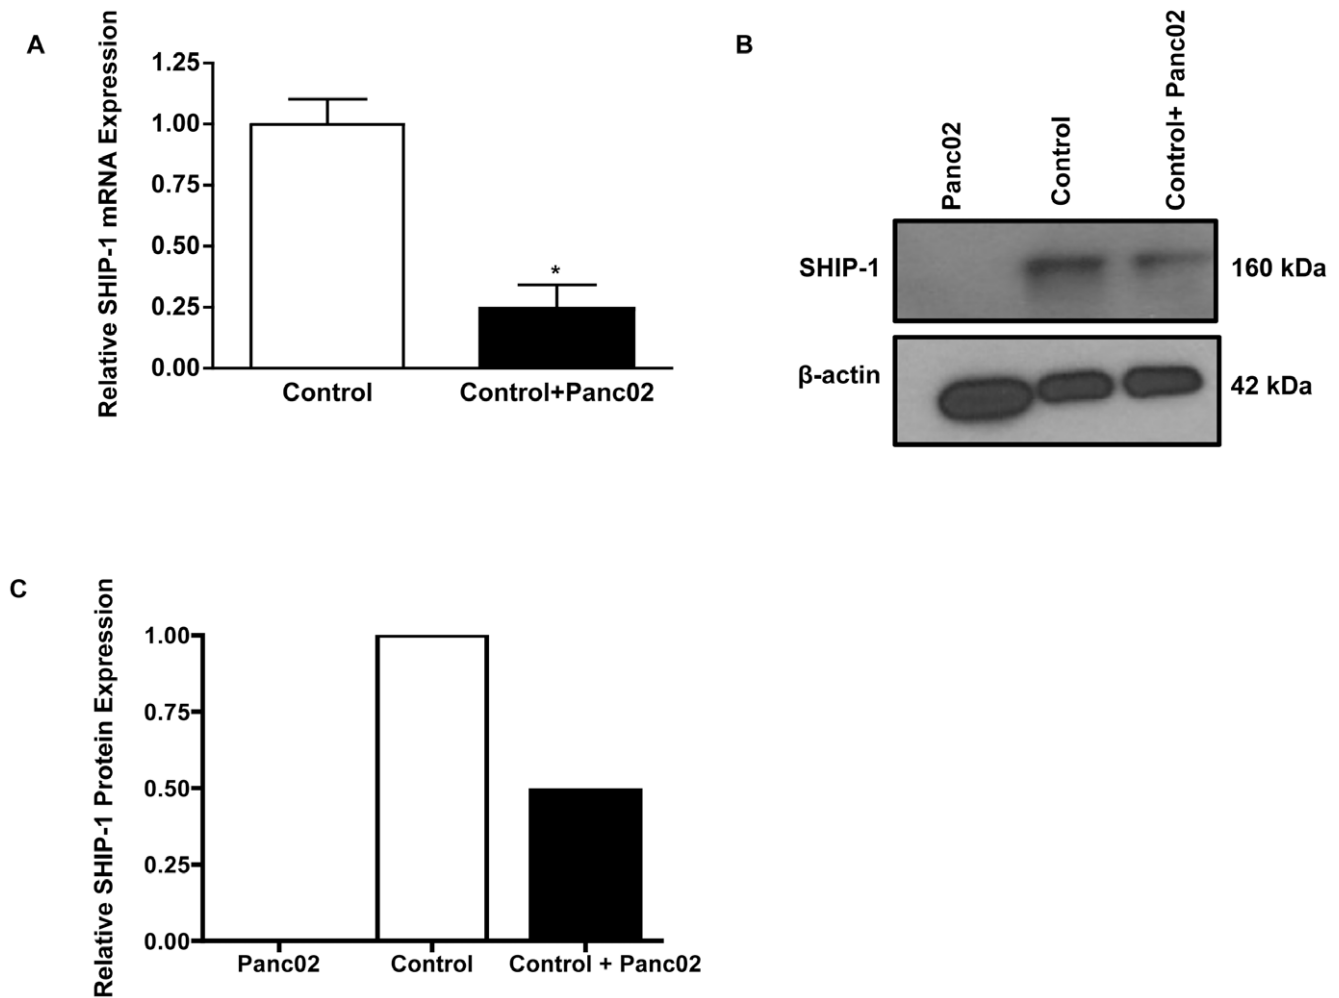 A
Relative SHIP-1 mRNA Expression
1.25
1.00
0.75
0.50
0.25
0.00
*
Control
Control+Panc02
B
Panc02
Control
Control+ Panc02
SHIP-1
160 kDa
β-actin
42 kDa
C
Relative SHIP-1 Protein Expression
1.00
0.75
0.50
0.25
0.00
Panc02
Control
Control + Panc02